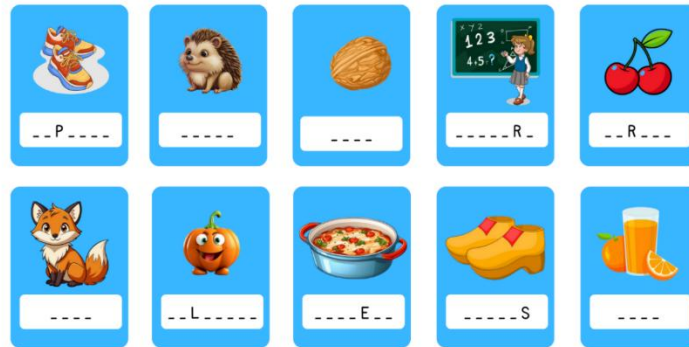 _ _ P _ _ _ _
_ _ _ _ _
_ _ _ _
_ _ _ _ _ R _
_ _ R _ _ _
X Y Z
1 2 3
4+5=?
_ _ _ _
_ _ L _ _ _ _ _
_ _ _ _ E _ _
_ _ _ _ _ S
_ _ _ _